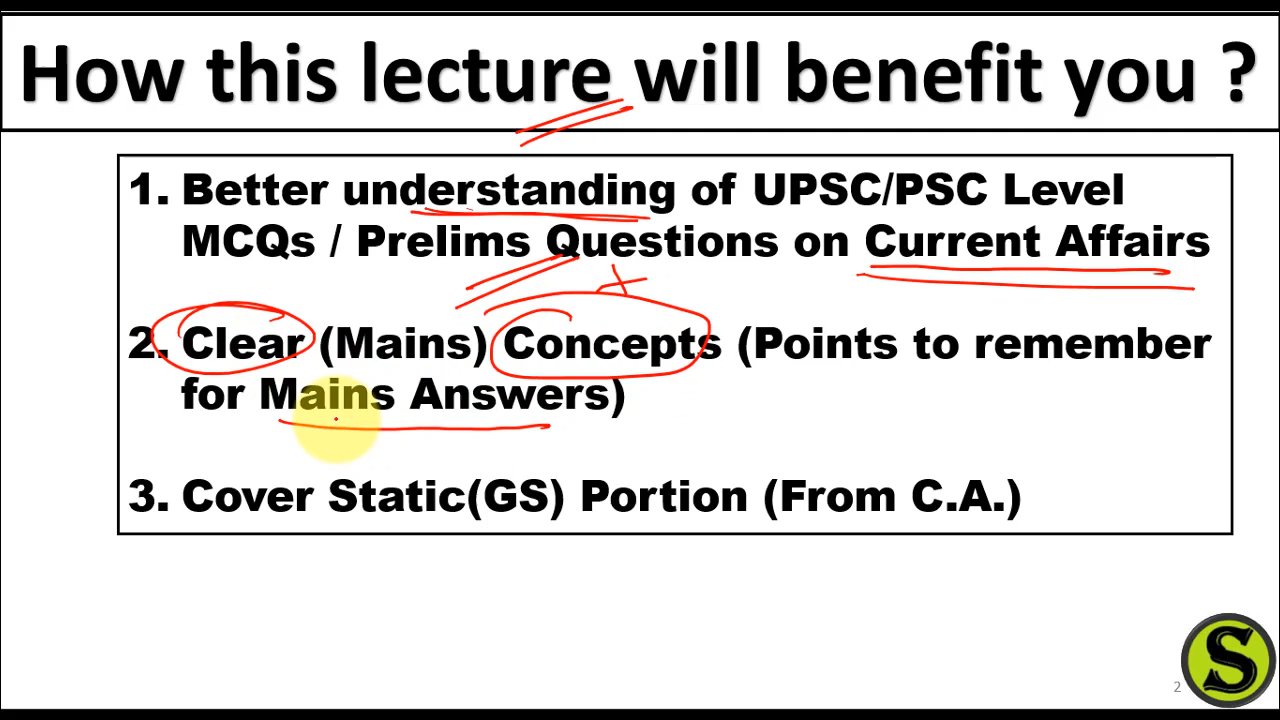 How this lecture will benefit you ?
1. Better understanding of UPSC/PSC Level
MCQs / Prelims Questions on Current Affairs
2. Clear (Mains) Concepts (Points to remember
for Mains Answers)
3. Cover Static(GS) Portion (From C.A.)
S
2